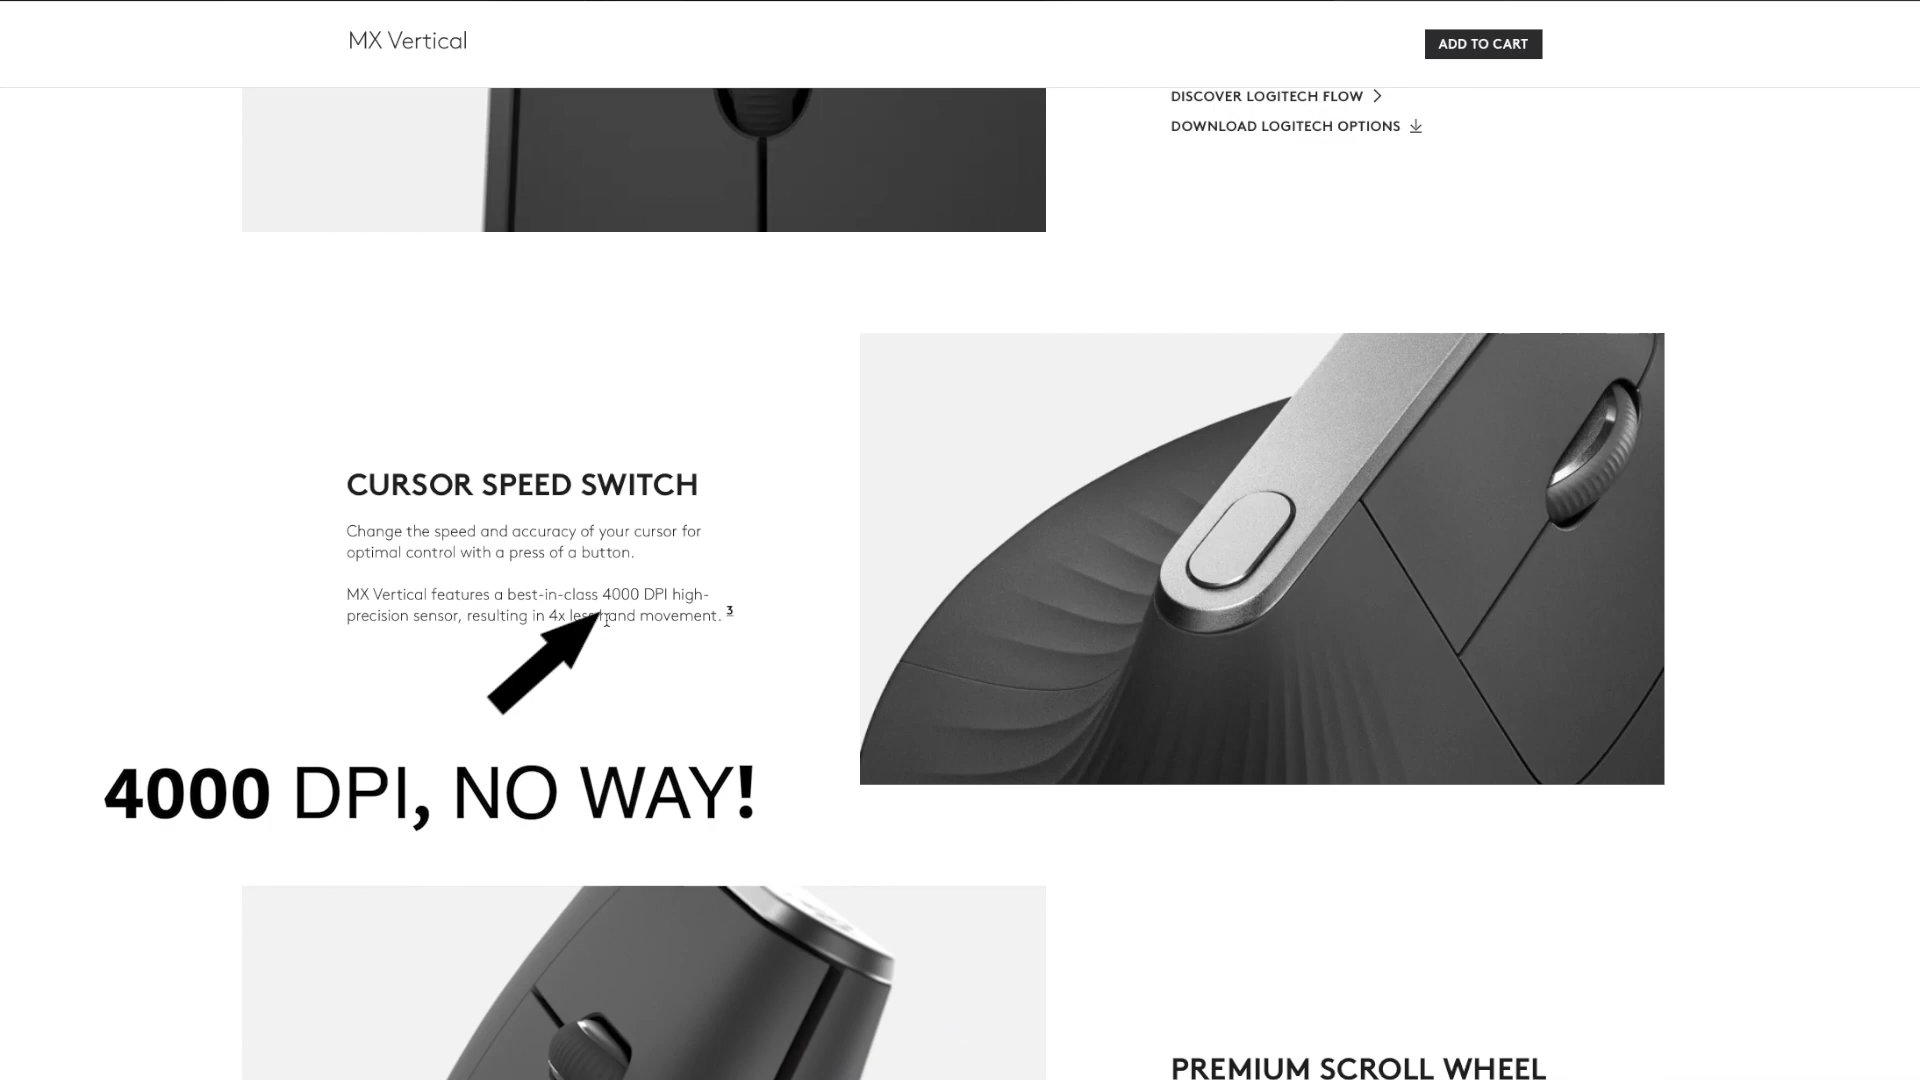 MX Vertical
ADD TO CART
DISCOVER LOGITECH FLOW
DOWNLOAD LOGITECH OPTIONS
CURSOR SPEED SWITCH
Change the speed and accuracy of your cursor for
optimal control with a press of a button.
MX Vertical features a best-in-class 4000 DPI high-
precision sensor, resulting in 4x less hand movement. 3
4000 DPI, NO WAY!
PREMIUM SCROLL WHEEL